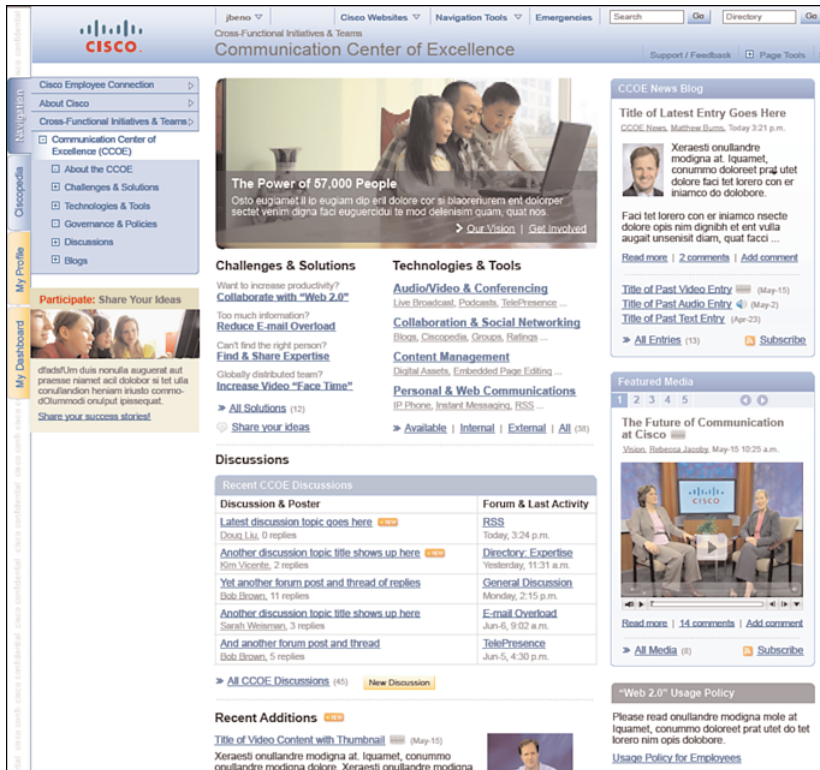 jbeno
Cisco Websites | Navigation Tools | Emergencies
Search Go Directory Go
CISCO.
Cross-Functional Initiatives & Teams
Communication Center of Excellence
Support / Feedback Page Tools
Navigation
Ciscopedia
My Profile
My Dashboard
Cisco Employee Connection
About Cisco
Cross-Functional Initiatives & Teams
Communication Center of
Excellence (CCOE)
About the CCOE
Challenges & Solutions
Technologies & Tools
Governance & Policies
Discussions
Blogs
Participate: Share Your Ideas
dfadsfUm duis nonulla auguerat aut
praesse niamet acil dolobor si tet ulla
conullandion heniam iriusto commo-
dOlummodi onulput ipissequat.
Share your success stories!
The Power of 57,000 People
Osto eugiamet il ip eugiam dip eril dolore cor si blaoreriurem ent dolorper
sectet venim digna faci euguercidui te mod delenisim quam, quat nos.
Our Vision | Get Involved
Challenges & Solutions
Want to increase productivity?
Collaborate with “Web 2.0”
Too much information?
Reduce E-mail Overload
Can't find the right person?
Find & Share Expertise
Globally distributed team?
Increase Video “Face Time”
All Solutions (12)
Share your ideas
Technologies & Tools
Audio/Video & Conferencing
Live Broadcast, Podcasts, TelePresence ...
Collaboration & Social Networking
Blogs, Ciscopedia, Groups, Ratings ...
Content Management
Digital Assets, Embedded Page Editing ...
Personal & Web Communications
IP Phone, Instant Messaging, RSS ...
Available | Internal | External | All (38)
Discussions
Recent CCOE Discussions
Discussion & Poster Forum & Last Activity
Latest discussion topic goes here NEW RSS
Doug Liu, 0 replies Today, 3:24 p.m.
Another discussion topic title shows up here NEW Directory: Expertise
Kim Vicente, 2 replies Yesterday, 11:31 a.m.
Yet another forum post and thread of replies General Discussion
Bob Brown, 11 replies Monday, 2:15 p.m.
Another discussion topic title shows up here E-mail Overload
Sarah Weisman, 3 replies Jun-6, 9:02 a.m.
And another forum post and thread TelePresence
Bob Brown, 5 replies Jun-5, 4:30 p.m.
All CCOE Discussions (45) New Discussion
Recent Additions NEW
Title of Video Content with Thumbnail (May-15)
Xeraesti onullandre modigna at. Iquamet, conummo
onullandre modigna dolore. Xeraesti onullandre modigna
CCOE News Blog
Title of Latest Entry Goes Here
CCOE News, Matthew Burns, Today 3:21 p.m.
Xeraesti onullandre
modigna at. Iquamet,
conummo doloreet prat utet
dolore faci tet lorero con er
iniamco do dolobore.
Faci tet lorero con er iniamco nsecte
dolore opis nim dignibh et ent vulla
augait unsenisit diam, quat facci ...
Read more | 2 comments | Add comment
Title of Past Video Entry (May-15)
Title of Past Audio Entry (May-2)
Title of Past Text Entry (Apr-23)
All Entries (13) Subscribe
Featured Media
1 2 3 4 5
The Future of Communication
at Cisco
Vision, Rebecca Jacoby, May-15 10:25 a.m.
CISCO
Read more | 14 comments | Add comment
All Media (8) Subscribe
“Web 2.0” Usage Policy
Please read onullandre modigna mole at
Iquamet, conummo doloreet prat utet do tet
lorero nim opis dolobore.
Usage Policy for Employees